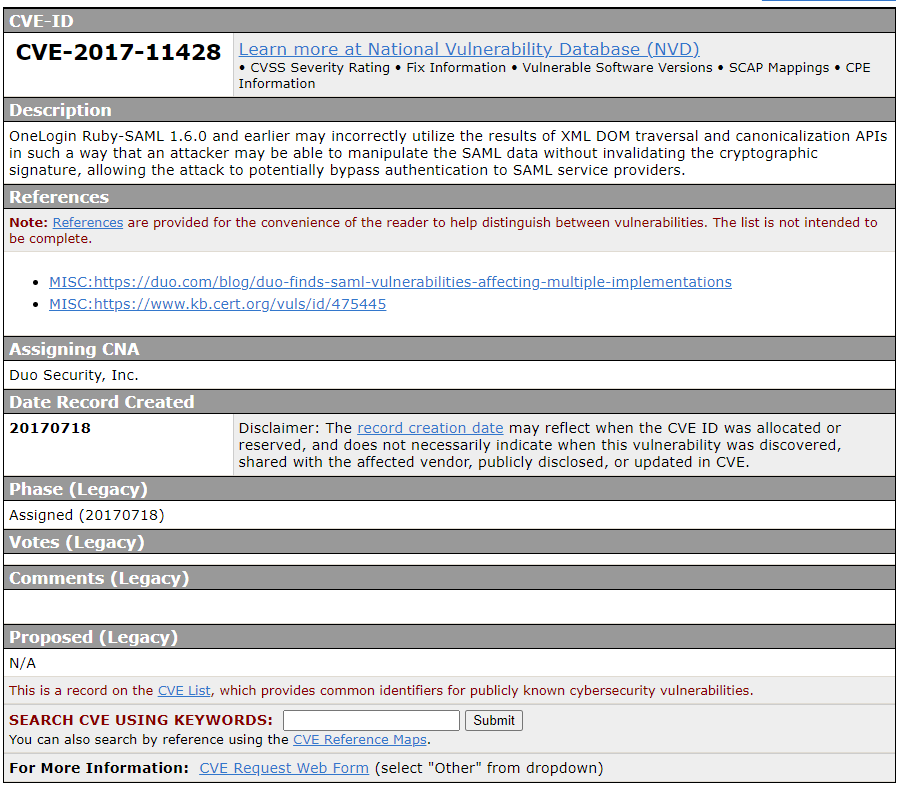 CVE-ID
CVE-2017-11428
Learn more at National Vulnerability Database (NVD)
• CVSS Severity Rating • Fix Information • Vulnerable Software Versions • SCAP Mappings • CPE
Information
Description
OneLogin Ruby-SAML 1.6.0 and earlier may incorrectly utilize the results of XML DOM traversal and canonicalization APIs
in such a way that an attacker may be able to manipulate the SAML data without invalidating the cryptographic
signature, allowing the attack to potentially bypass authentication to SAML service providers.
References
Note: References are provided for the convenience of the reader to help distinguish between vulnerabilities. The list is not intended to
be complete.
• MISC:https://duo.com/blog/duo-finds-saml-vulnerabilities-affecting-multiple-implementations
• MISC:https://www.kb.cert.org/vuls/id/475445
Assigning CNA
Duo Security, Inc.
Date Record Created
20170718
Disclaimer: The record creation date may reflect when the CVE ID was allocated or
reserved, and does not necessarily indicate when this vulnerability was discovered,
shared with the affected vendor, publicly disclosed, or updated in CVE.
Phase (Legacy)
Assigned (20170718)
Votes (Legacy)
Comments (Legacy)
Proposed (Legacy)
N/A
This is a record on the CVE List, which provides common identifiers for publicly known cybersecurity vulnerabilities.
SEARCH CVE USING KEYWORDS: Submit
You can also search by reference using the CVE Reference Maps.
For More Information: CVE Request Web Form (select "Other" from dropdown)